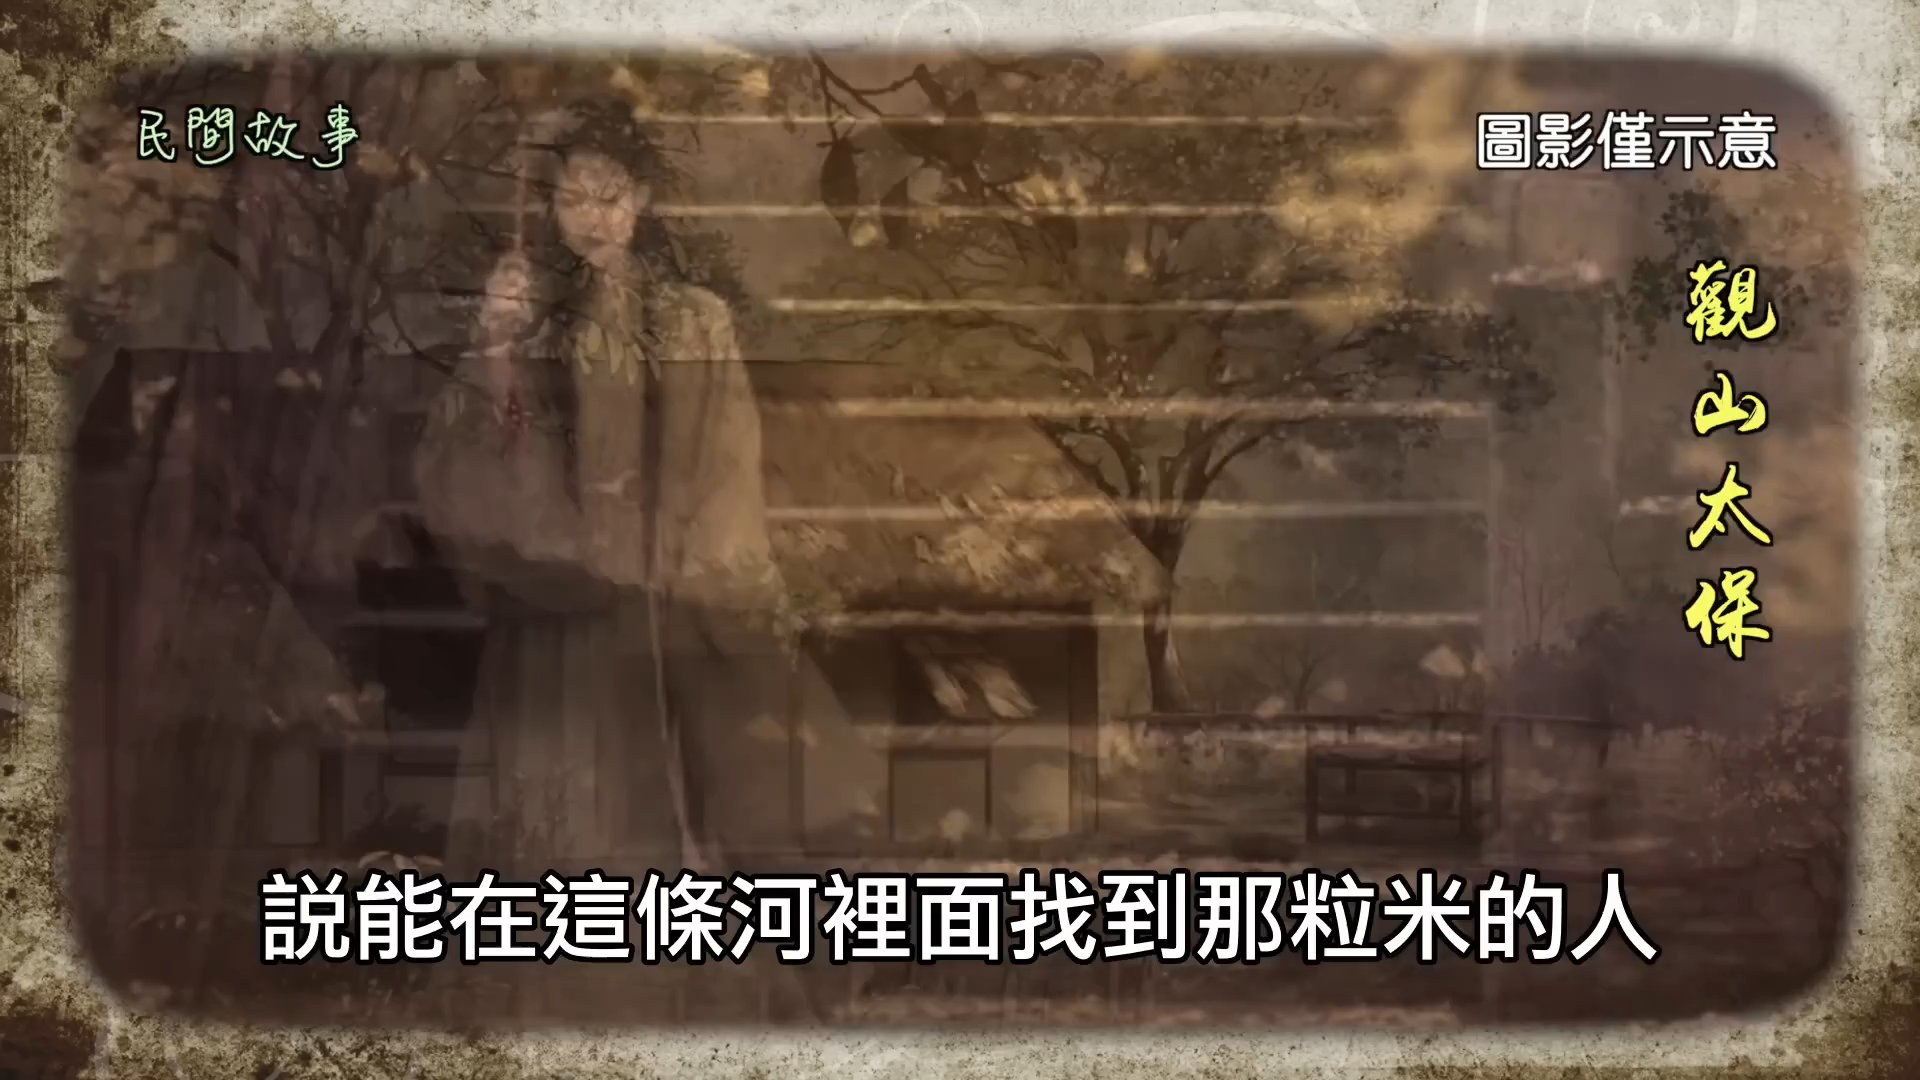 民間故事
圖影僅示意
觀山太保
說能在這條河裡面找到那粒米的人